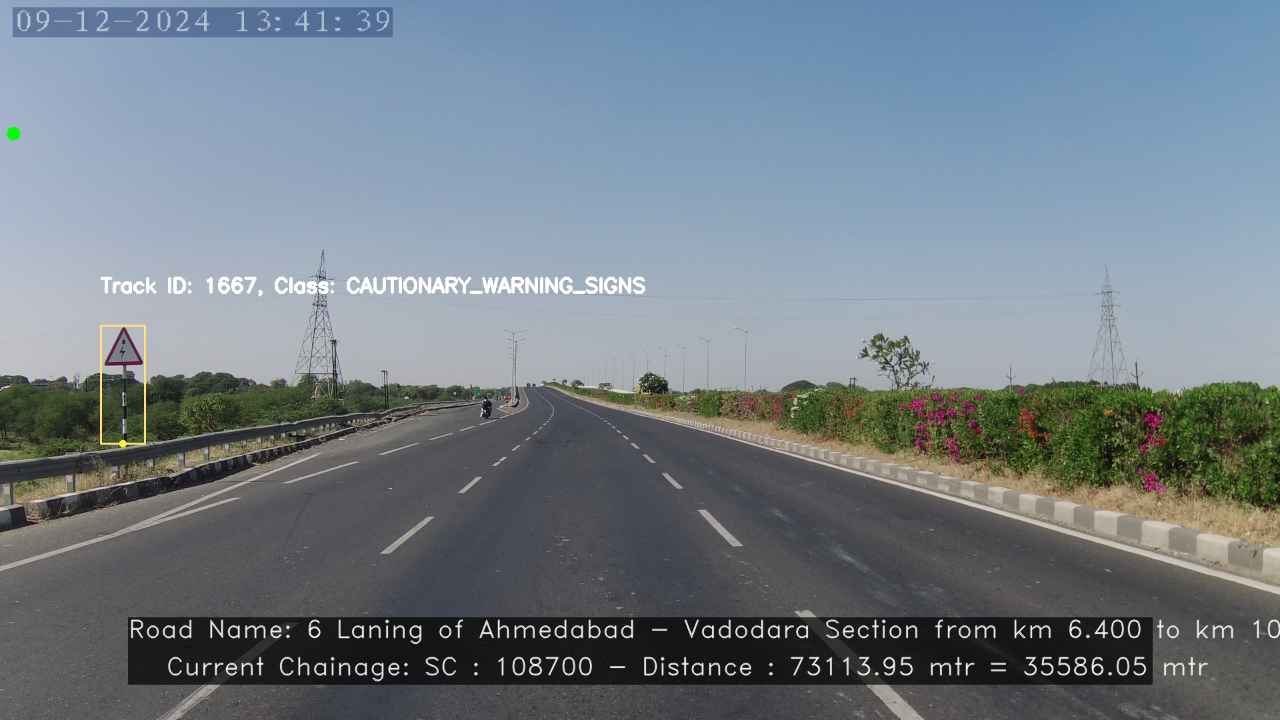 09-12-2024 13:41:39
Track ID: 1667, Class: CAUTIONARY_WARNING_SIGNS
Road Name: 6 Laning of Ahmedabad - Vadodara Section from km 6.400 to km 10
Current Chainage: SC : 108700 - Distance : 73113.95 mtr = 35586.05 mtr